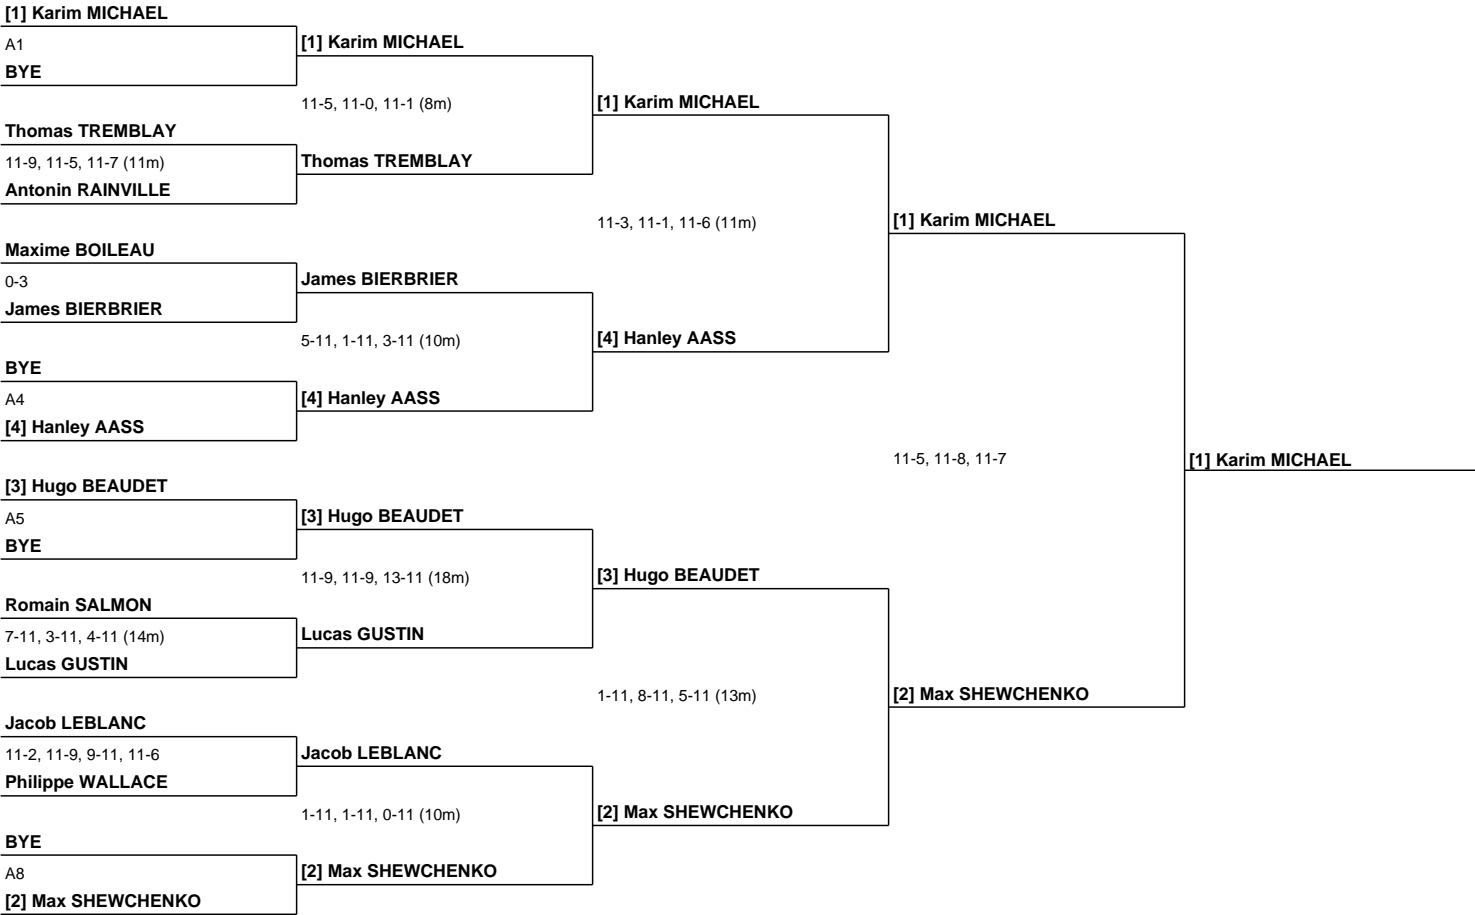 [1] Karim MICHAEL
A1
BYE
Thomas TREMBLAY
11-9, 11-5, 11-7 (11m)
Antonin RAINVILLE
Maxime BOILEAU
0-3
James BIERBRIER
BYE
A4
[4] Hanley AASS
[3] Hugo BEAUDET
A5
BYE
Romain SALMON
7-11, 3-11, 4-11 (14m)
Lucas GUSTIN
Jacob LEBLANC
11-2, 11-9, 9-11, 11-6
Philippe WALLACE
BYE
A8
[2] Max SHEWCHENKO
[1] Karim MICHAEL
11-5, 11-0, 11-1 (8m)
Thomas TREMBLAY
James BIERBRIER
5-11, 1-11, 3-11 (10m)
[4] Hanley AASS
[3] Hugo BEAUDET
11-9, 11-9, 13-11 (18m)
Lucas GUSTIN
Jacob LEBLANC
1-11, 1-11, 0-11 (10m)
[2] Max SHEWCHENKO
[1] Karim MICHAEL
11-3, 11-1, 11-6 (11m)
[4] Hanley AASS
[3] Hugo BEAUDET
1-11, 8-11, 5-11 (13m)
[2] Max SHEWCHENKO
[1] Karim MICHAEL
11-5, 11-8, 11-7
[2] Max SHEWCHENKO
[1] Karim MICHAEL